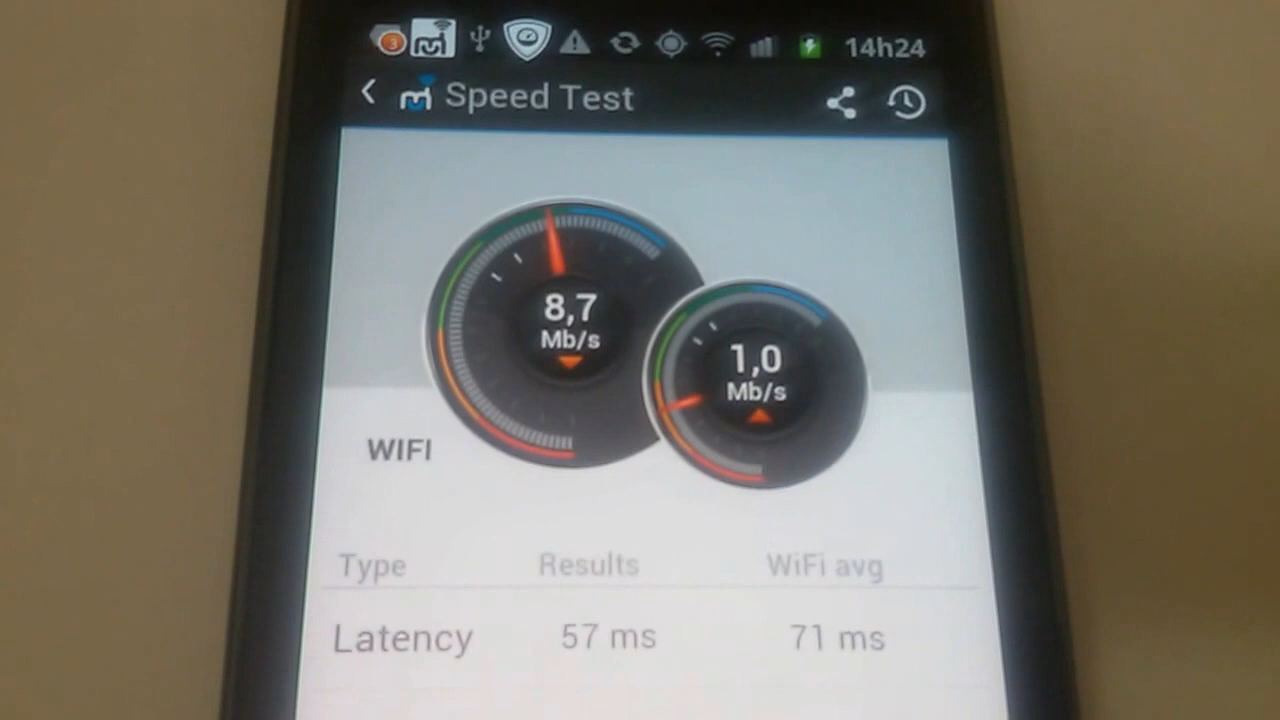 3 14h24
Speed Test
8,7
Mb/s
1,0
Mb/s
WIFI
Type Results WiFi avg
Latency 57 ms 71 ms